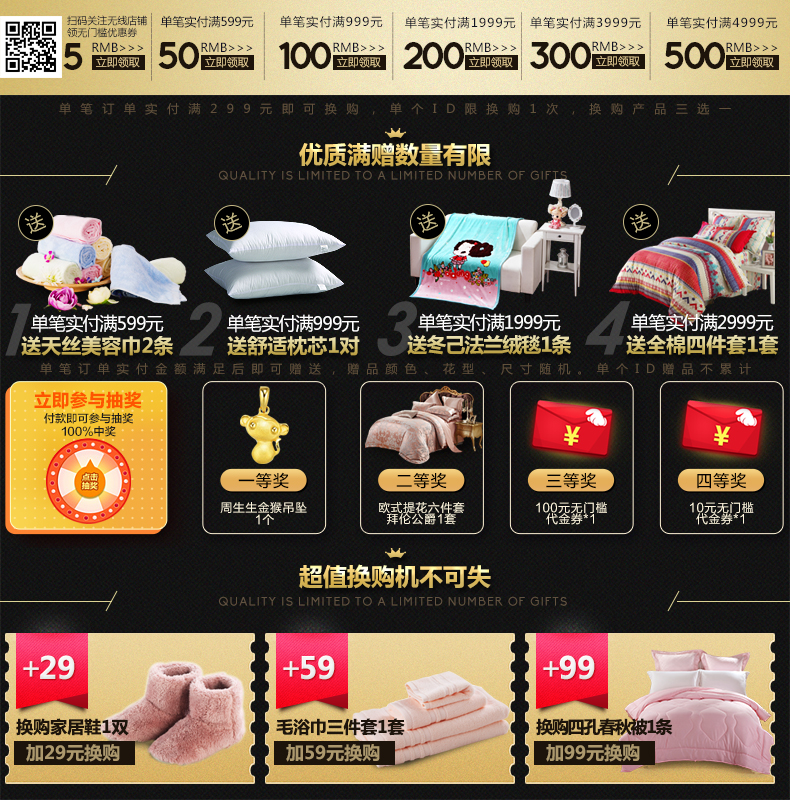 扫码关注无线店铺
领无门槛优惠券
5 RMB>>>
立即领取
单笔实付满599元
50 RMB>>>
立即领取
单笔实付满999元
100 RMB>>>
立即领取
单笔实付满1999元
200 RMB>>>
立即领取
单笔实付满3999元
300 RMB>>>
立即领取
单笔实付满4999元
500 RMB>>>
立即领取
单笔订单实付满299元即可换购，单个ID限换购1次，换购产品三选一
优质满赠数量有限
QUALITY IS LIMITED TO A LIMITED NUMBER OF GIFTS
送
1
单笔实付满599元
送天丝美容巾2条
送
2
单笔实付满999元
送舒适枕芯1对
送
3
单笔实付满1999元
送冬己法兰绒毯1条
送
4
单笔实付满2999元
送全棉四件套1套
单笔订单实付金额满足后即可赠送，赠品颜色、花型、尺寸随机。单个ID赠品不累计
立即参与抽奖
付款即可参与抽奖
100%中奖
点击
抽奖
一等奖
周生生金猴吊坠
1个
二等奖
欧式提花六件套
拜伦公爵1套
¥
三等奖
100元无门槛
代金券*1
¥
四等奖
10元无门槛
代金券*1
超值换购机不可失
QUALITY IS LIMITED TO A LIMITED NUMBER OF GIFTS
+29
换购家居鞋1双
加29元换购
+59
毛浴巾三件套1套
加59元换购
+99
换购四孔春秋被1条
加99元换购